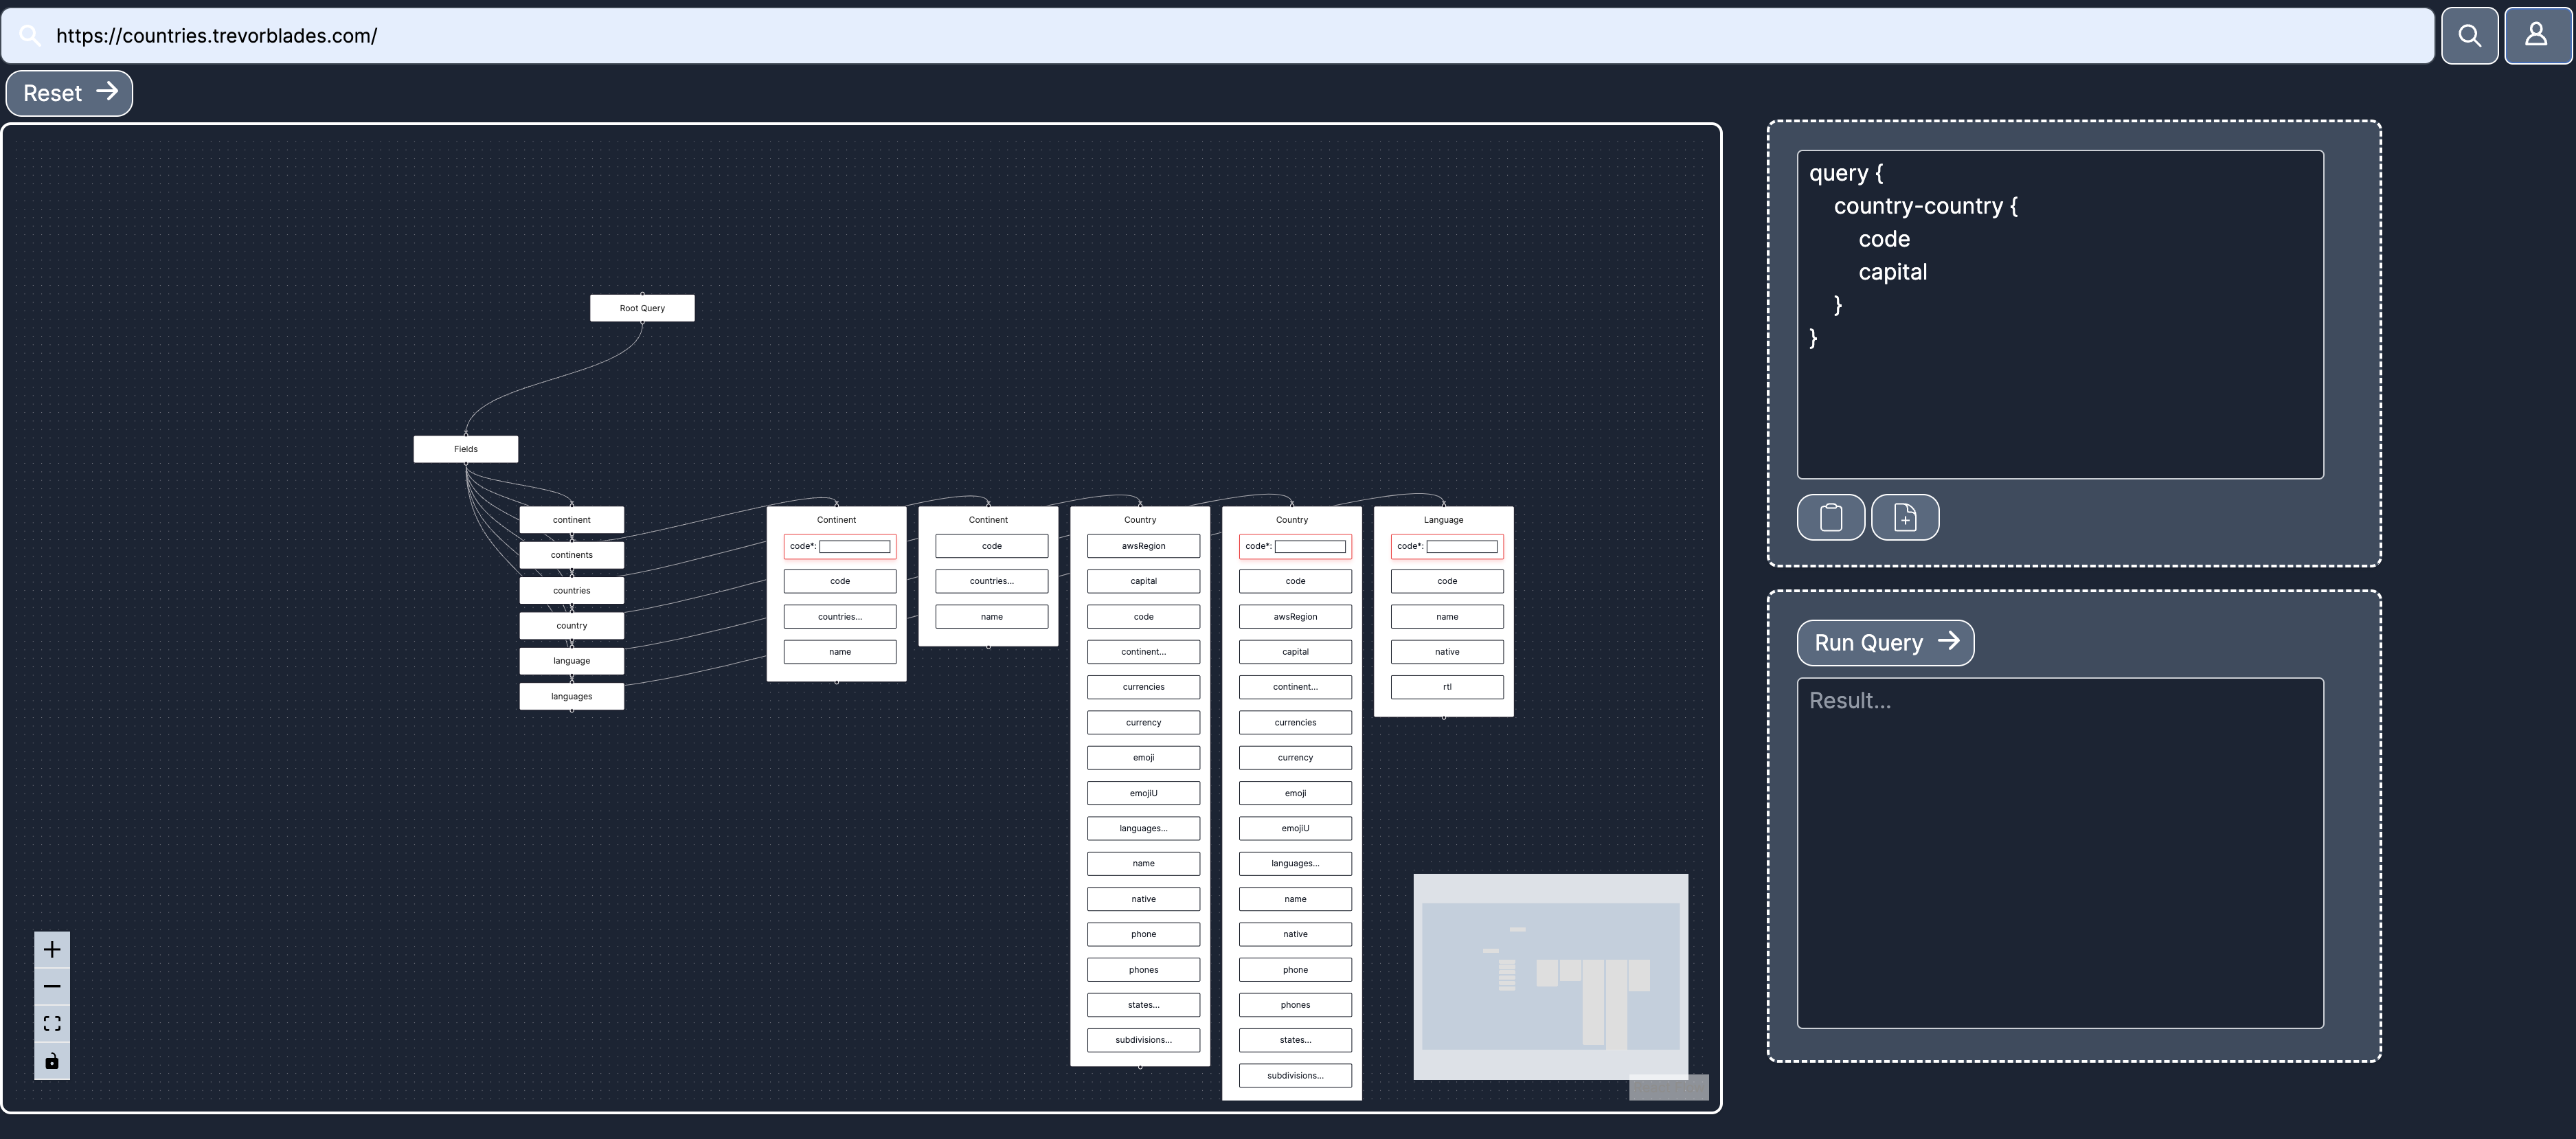 https://countries.trevorblades.com/
Reset
Root Query
Fields
continent
continents
countries
country
language
languages
Continent
code*:
code
countries...
name
Continent
code
countries...
name
Country
awsRegion
capital
code
continent...
currencies
currency
emoji
emojiU
languages...
name
native
phone
phones
states...
subdivisions...
Country
code*:
code
awsRegion
capital
continent...
currencies
currency
emoji
emojiU
languages...
name
native
phone
phones
states...
subdivisions...
Language
code*:
code
name
native
rtl
query {
country-country {
code
capital
}
}
Run Query
Result...